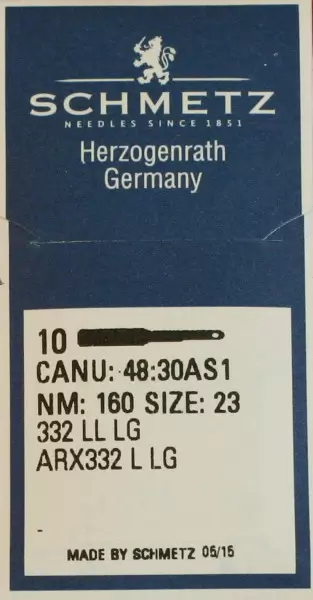 SCHMETZ
NEEDLES SINCE 1851
Herzogenrath
Germany
10
CANU: 48:30AS1
NM: 160 SIZE: 23
332 LL LG
ARX332 L LG
-
MADE BY SCHMETZ 05/15